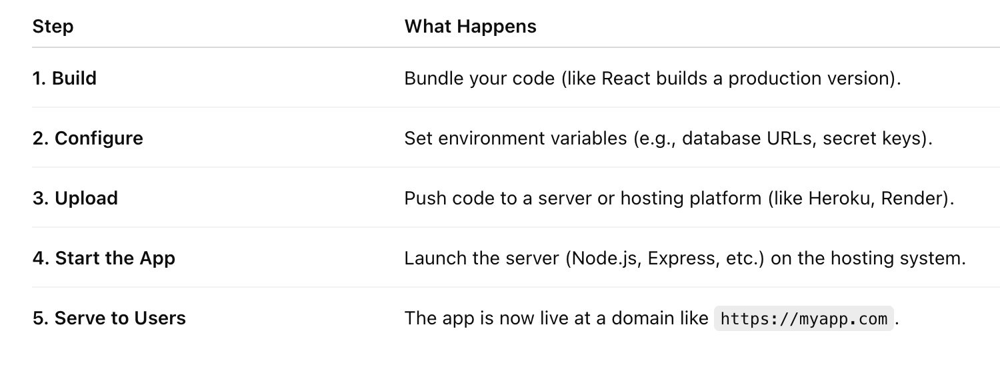 Step What Happens
1. Build Bundle your code (like React builds a production version).
2. Configure Set environment variables (e.g., database URLs, secret keys).
3. Upload Push code to a server or hosting platform (like Heroku, Render).
4. Start the App Launch the server (Node.js, Express, etc.) on the hosting system.
5. Serve to Users The app is now live at a domain like https://myapp.com.